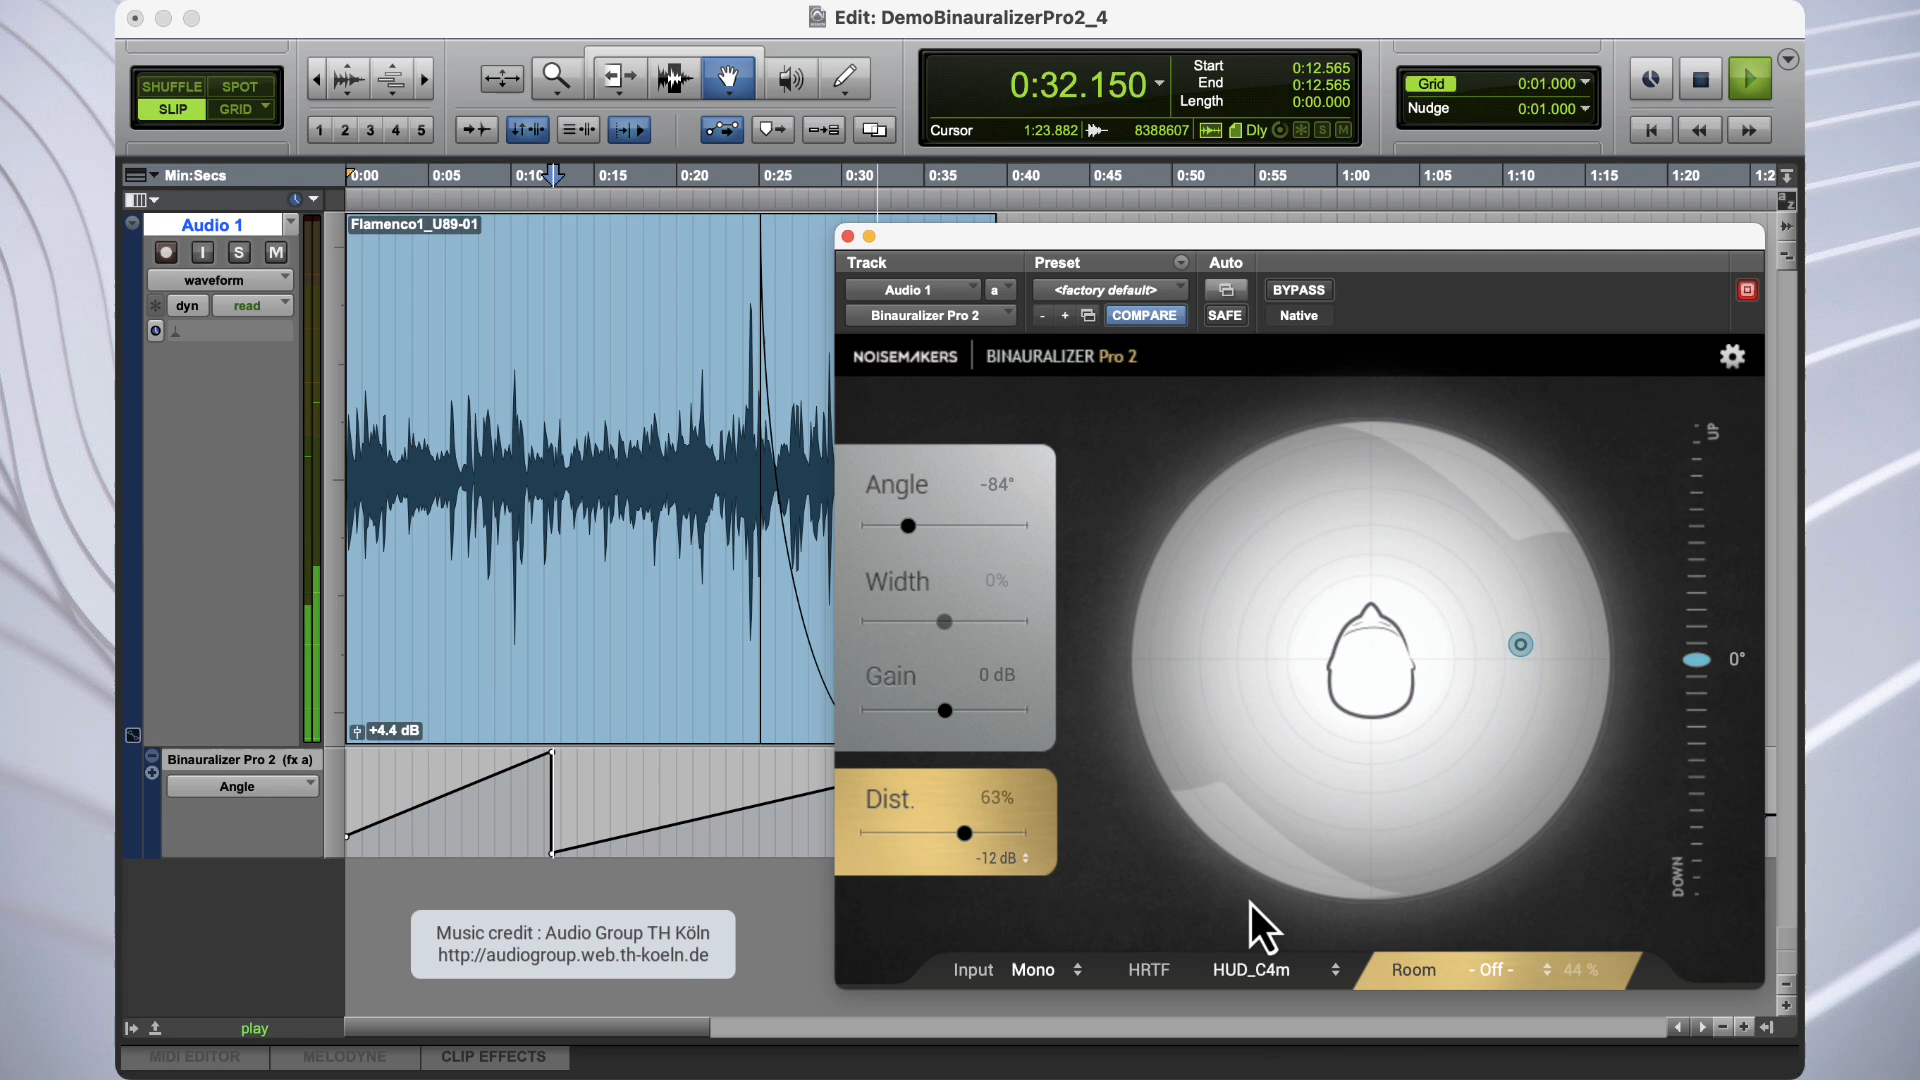 Edit: DemoBinauralizerPro2_4
SHUFFLE SPOT
SLIP GRID
1 2 3 4 5
0:32.150
Start 0:12.565
End 0:12.565
Length 0:00.000
Cursor 1:23.882 8388607 Dly S M
Grid 0:01.000
Nudge 0:01.000
Min:Secs 0:00 0:05 0:10 0:15 0:20 0:25 0:30 0:35 0:40 0:45 0:50 0:55 1:00 1:05 1:10 1:15 1:20 1:2
a z
Audio 1
I S M
waveform
dyn read
Flamenco1_U89-01
+4.4 dB
Binauralizer Pro 2 (fx a)
Angle
Track Preset Auto
Audio 1 a <factory default> BYPASS
Binauralizer Pro 2 - + COMPARE SAFE Native
NOISEMAKERS BINAURALIZER Pro 2
Angle -84°
Width 0%
Gain 0 dB
Dist. 63%
-12 dB
UP
0°
DOWN
Input Mono HRTF HUD_C4m Room - Off - 44 %
Music credit : Audio Group TH Köln
http://audiogroup.web.th-koeln.de
play
MIDI EDITOR MELODYNE CLIP EFFECTS